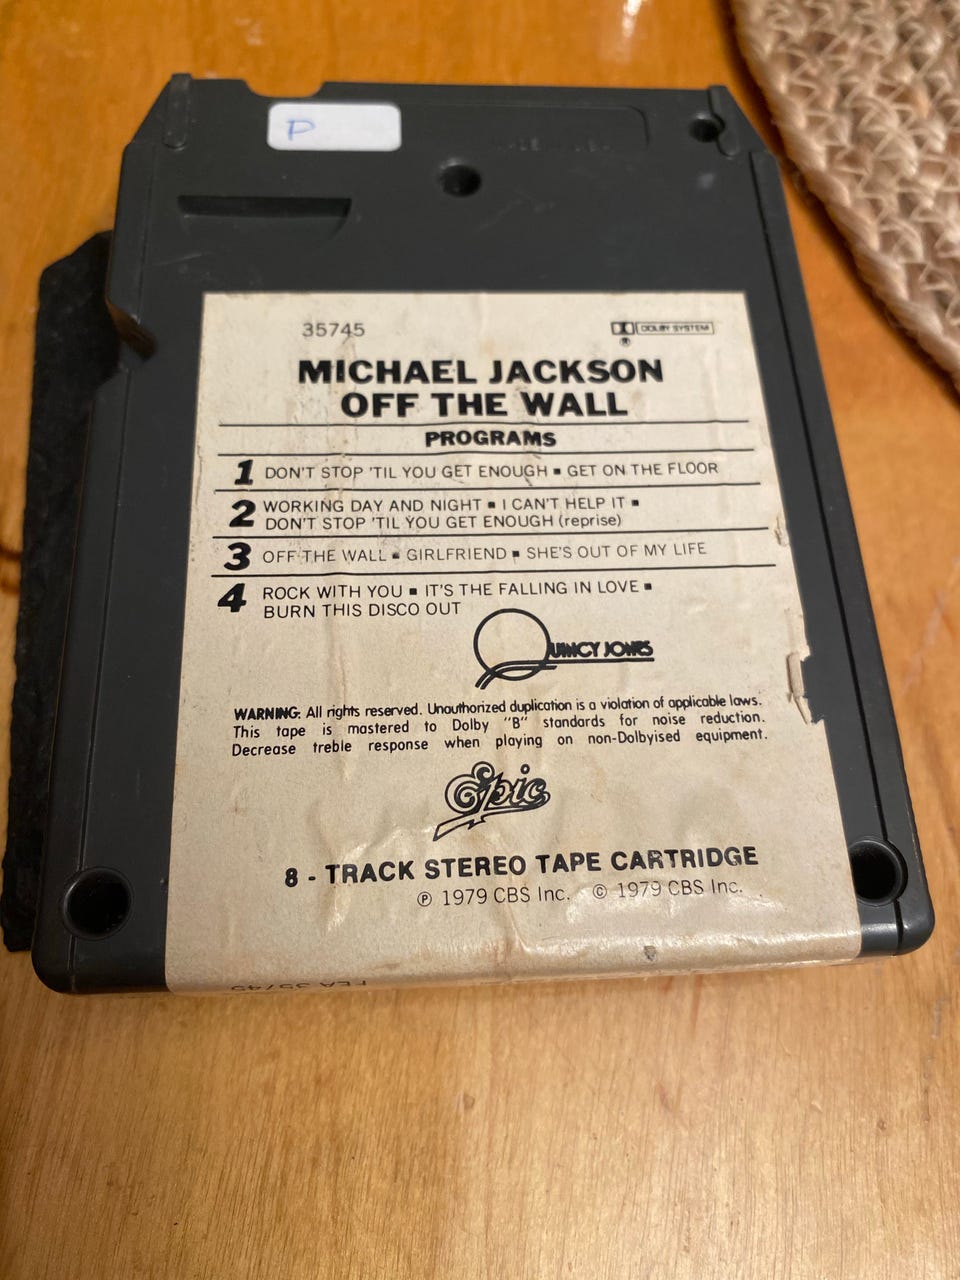 P
35745
DOLBY SYSTEM
®
MICHAEL JACKSON
OFF THE WALL
PROGRAMS
1 DON'T STOP 'TIL YOU GET ENOUGH ▪ GET ON THE FLOOR
2 WORKING DAY AND NIGHT ▪ I CAN'T HELP IT ▪
DON'T STOP 'TIL YOU GET ENOUGH (reprise)
3 OFF THE WALL ▪ GIRLFRIEND ▪ SHE'S OUT OF MY LIFE
4 ROCK WITH YOU ▪ IT'S THE FALLING IN LOVE ▪
BURN THIS DISCO OUT
QUINCY JONES
WARNING: All rights reserved. Unauthorized duplication is a violation of applicable laws.
This tape is mastered to Dolby "B" standards for noise reduction.
Decrease treble response when playing on non-Dolbyised equipment.
Epic
8 - TRACK STEREO TAPE CARTRIDGE
℗ 1979 CBS Inc. © 1979 CBS Inc.